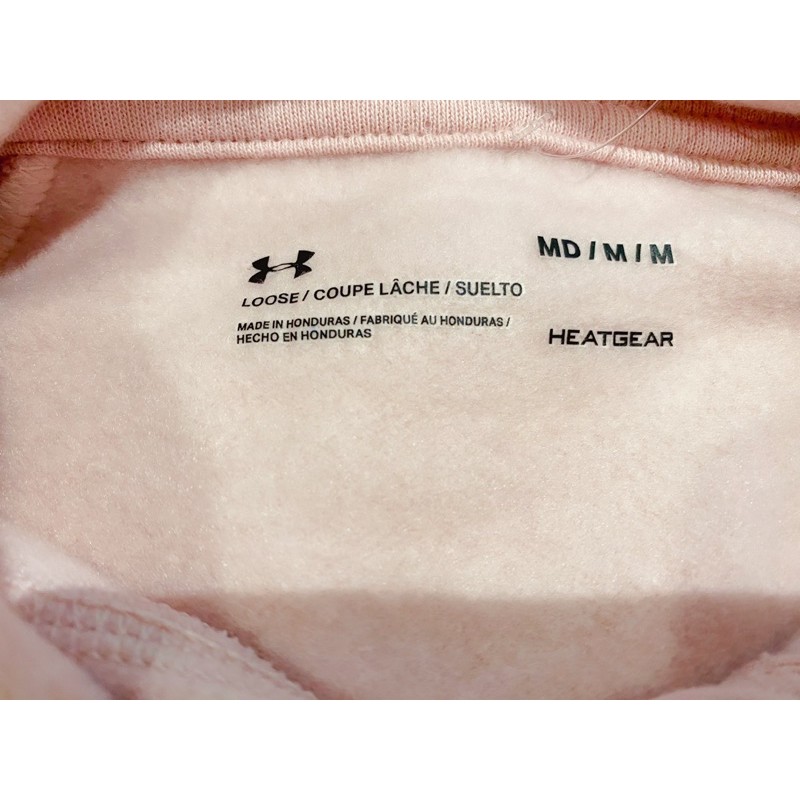 MD / M / M
LOOSE / COUPE LÂCHE / SUELTO
MADE IN HONDURAS / FABRIQUÉ AU HONDURAS /
HECHO EN HONDURAS
HEATGEAR